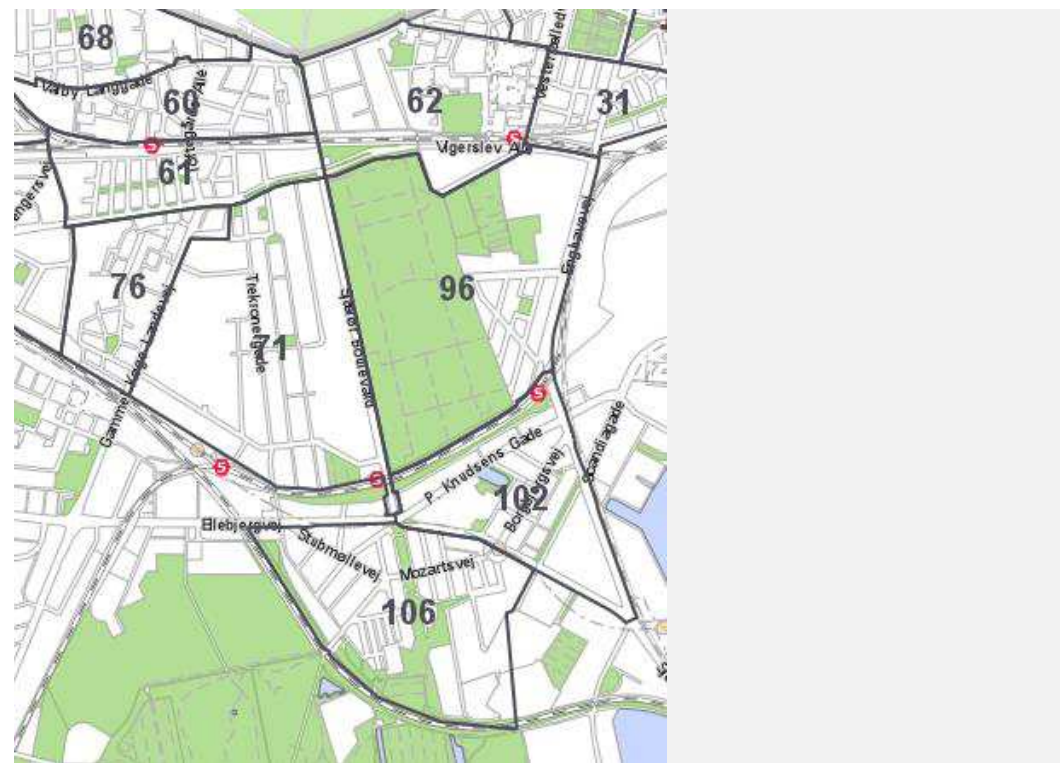 68
Valby Langgade
60
62
31
Vigerslev Allé
61
Enghavevej
76
96
Trekronergade
71
Sjælør Boulevard
Gammel Køge Landevej
S
P. Knudsens Gade
Scandiagade
102
Borgbjergsvej
Ellebjergvej
Stubmøllevej
Mozartsvej
106